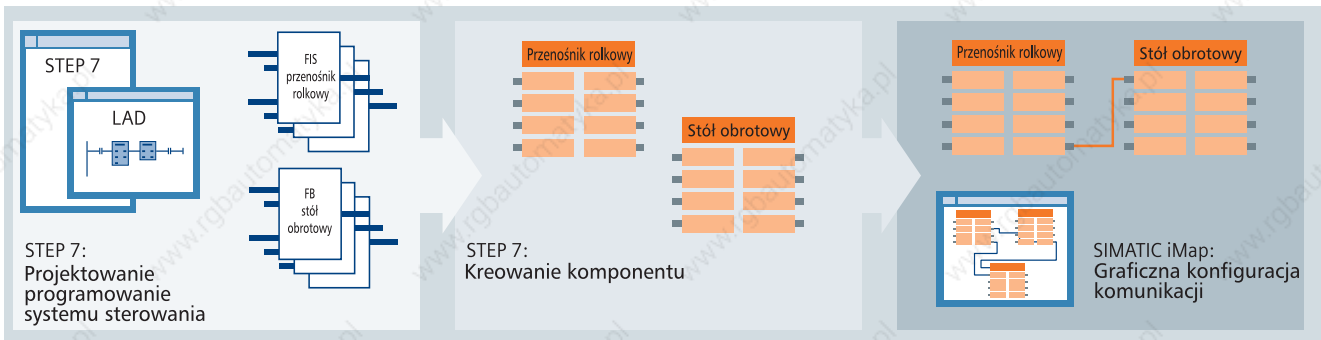 STEP 7
LAD
FIS
przenośnik
rolkowy
FB
stół
obrotowy
STEP 7:
Projektowanie
programowanie
systemu sterowania
Przenośnik rolkowy
Stół obrotowy
STEP 7:
Kreowanie komponentu
Przenośnik rolkowy
Stół obrotowy
SIMATIC iMap:
Graficzna konfiguracja
komunikacji
www.rgbautomatyka.pl